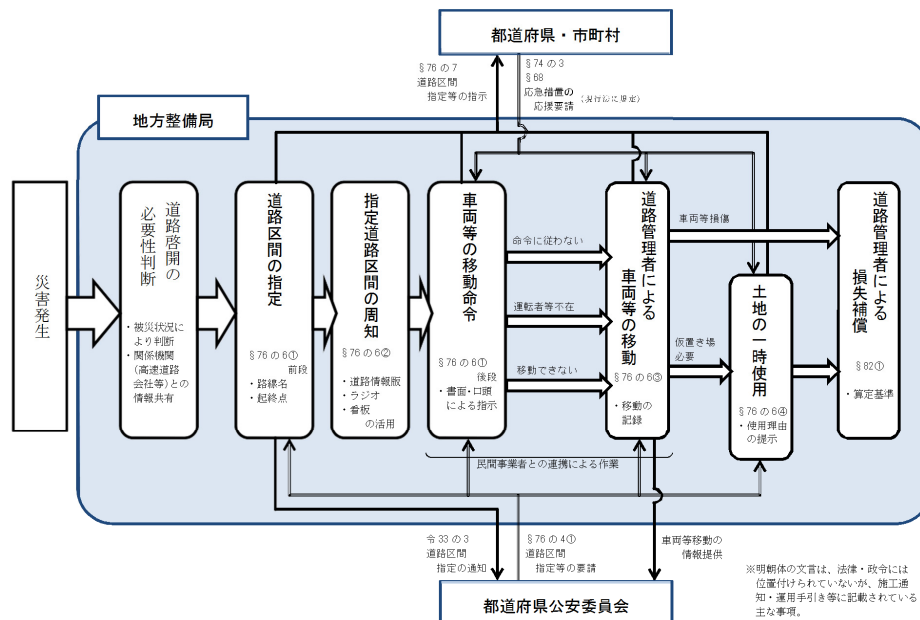 都道府県・市町村
§76の7
道路区間
指定等の指示
§74の3
§68
応急措置の
応援要請
(現行法に規定)
地方整備局
災害発生
道路啓開の
必要性判断
・被災状況に
より判断
・関係機関
(高速道路
会社等)との
情報共有
道路区間の指定
§76の6①
前段
・路線名
・起終点
指定道路区間の周知
§76の6②
・道路情報版
・ラジオ
・看板
の活用
車両等の移動命令
§76の6①
後段
・書面・口頭
による指示
命令に従わない
運転者等不在
移動できない
道路管理者による
車両等の移動
§76の6③
・移動の
記録
車両等損傷
仮置き場
必要
土地の一時使用
§76の6④
・使用理由
の提示
道路管理者による
損失補償
§82①
・算定基準
民間事業者との連携による作業
令33の3
道路区間
指定の通知
§76の4①
道路区間
指定等の要請
車両等移動の
情報提供
都道府県公安委員会
※明朝体の文言は、法律・政令には
位置付けられていないが、施工通
知・運用手引き等に記載されている
主な事項。